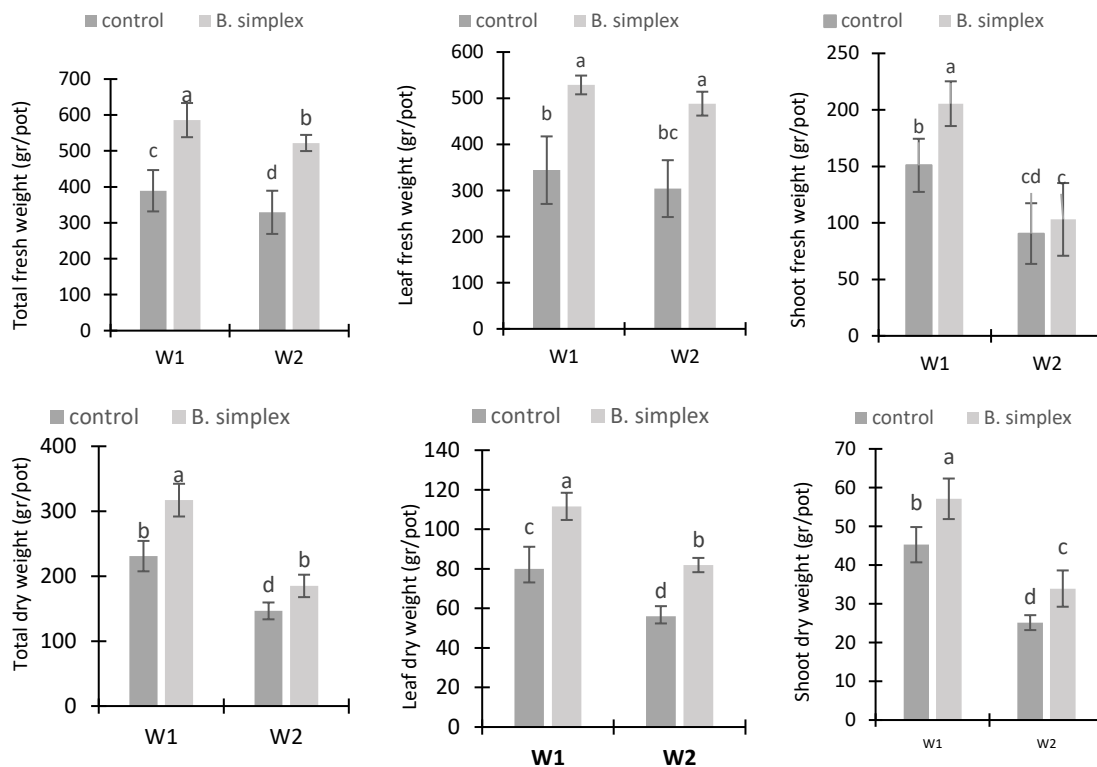 control B. simplex
Total fresh weight (gr/pot)
700
600
500
400
300
200
100
0
a
b
c
d
W1 W2
control B. simplex
Leaf fresh weight (gr/pot)
600
500
400
300
200
100
0
b
a
bc
a
W1 W2
control B. simplex
Shoot fresh weight (gr/pot)
250
200
150
100
50
0
b
a
cd
c
W1 W2
control B. simplex
Total dry weight (gr/pot)
400
300
200
100
0
b
a
d
b
W1 W2
control B. simplex
Leaf dry weight (gr/pot)
140
120
100
80
60
40
20
0
c
a
d
b
W1 W2
control B. simplex
Shoot dry weight (gr/pot)
70
60
50
40
30
20
10
0
b
a
d
c
W1 W2